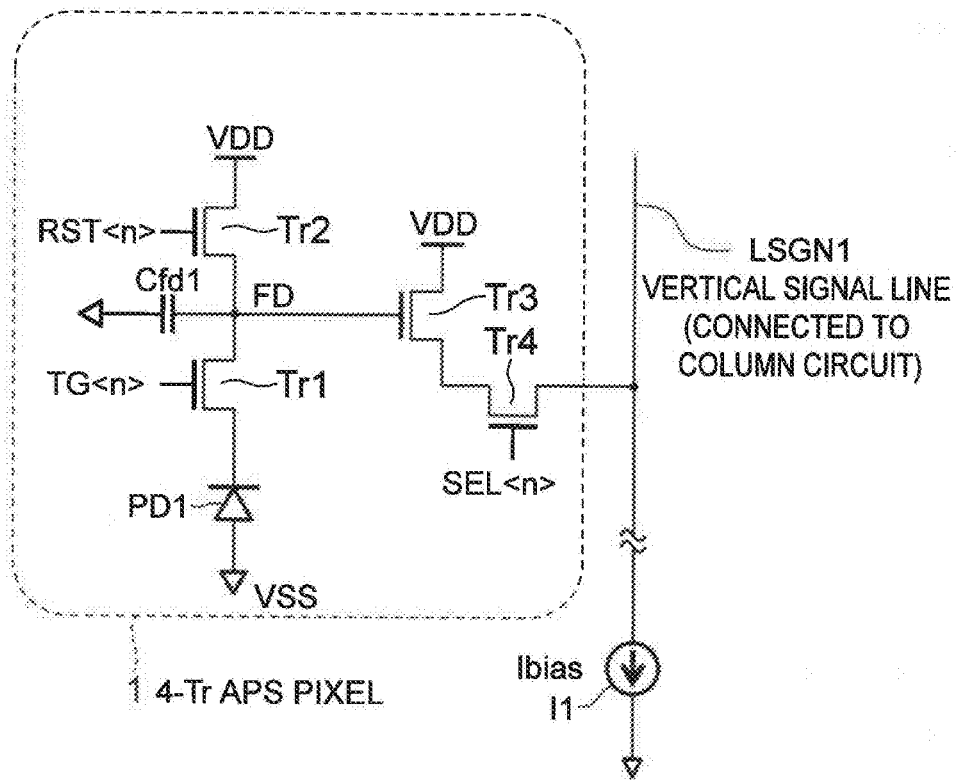 VDD
RST<n>
Tr2
Cfd1
FD
VDD
Tr3
Tr4
TG<n>
Tr1
SEL<n>
PD1
VSS
LSGN1
VERTICAL SIGNAL LINE
(CONNECTED TO
COLUMN CIRCUIT)
1 4-Tr APS PIXEL
Ibias
I1